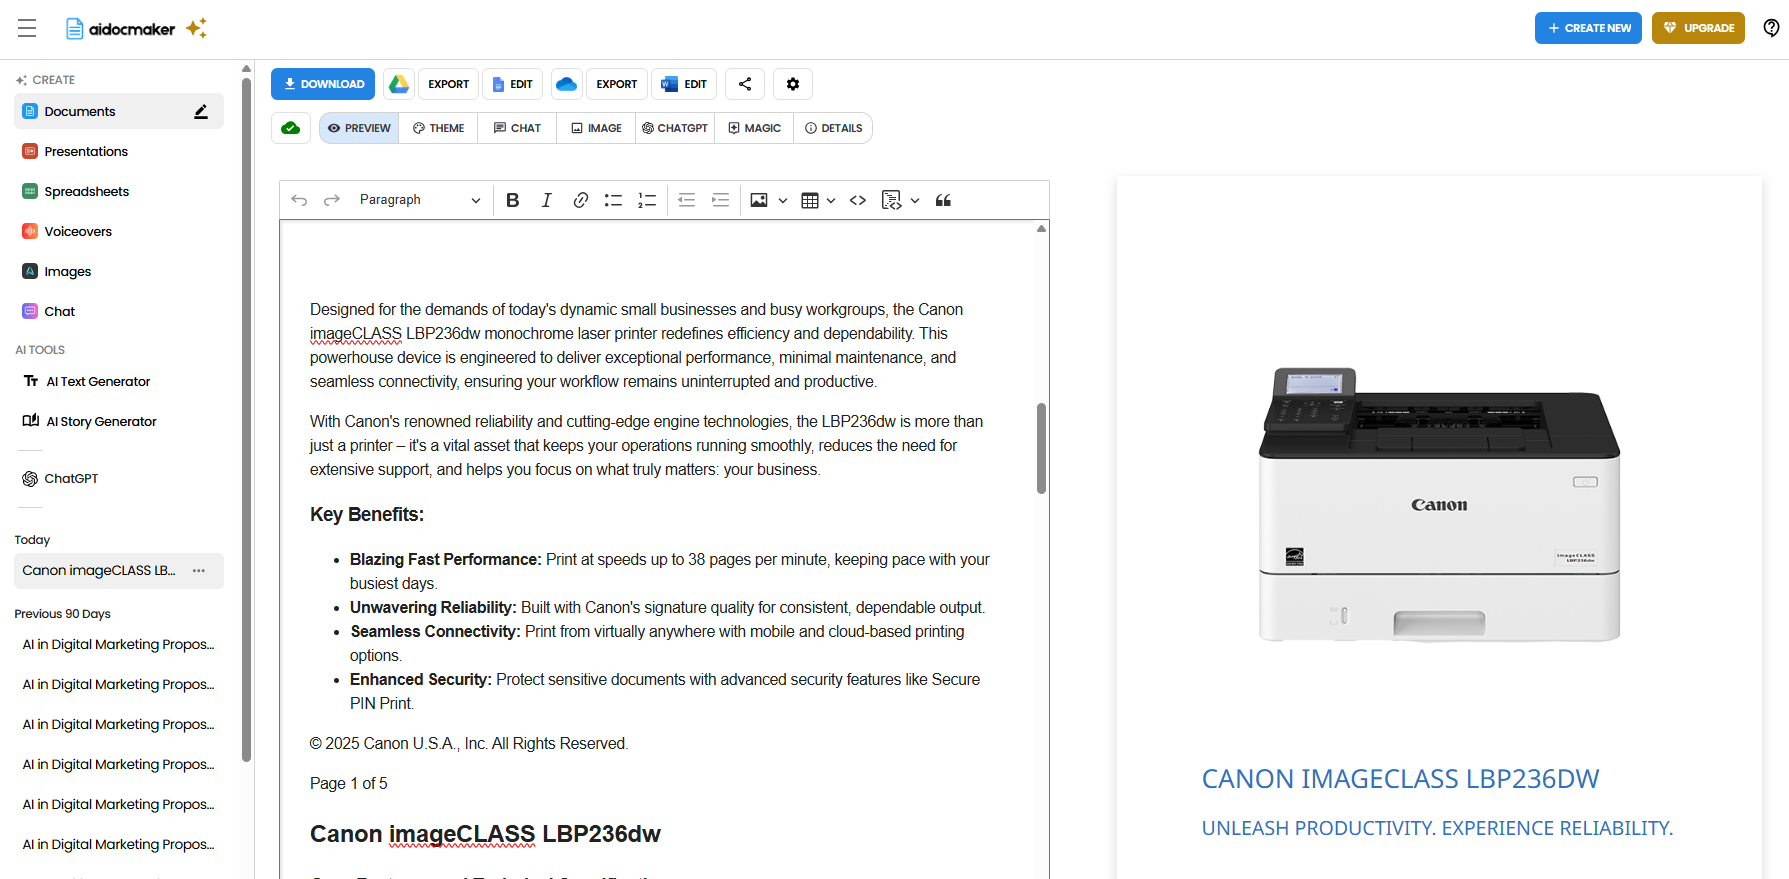 aidocmaker
CREATE NEW
UPGRADE
CREATE
Documents
Presentations
Spreadsheets
Voiceovers
Images
Chat
AI TOOLS
AI Text Generator
AI Story Generator
ChatGPT
Today
Canon imageCLASS LB...
Previous 90 Days
AI in Digital Marketing Propos...
AI in Digital Marketing Propos...
AI in Digital Marketing Propos...
AI in Digital Marketing Propos...
AI in Digital Marketing Propos...
AI in Digital Marketing Propos...
DOWNLOAD EXPORT EDIT EXPORT EDIT
PREVIEW THEME CHAT IMAGE CHATGPT MAGIC DETAILS
Paragraph
Designed for the demands of today's dynamic small businesses and busy workgroups, the Canon
imageCLASS LBP236dw monochrome laser printer redefines efficiency and dependability. This
powerhouse device is engineered to deliver exceptional performance, minimal maintenance, and
seamless connectivity, ensuring your workflow remains uninterrupted and productive.
With Canon's renowned reliability and cutting-edge engine technologies, the LBP236dw is more than
just a printer – it's a vital asset that keeps your operations running smoothly, reduces the need for
extensive support, and helps you focus on what truly matters: your business.
Key Benefits:
• Blazing Fast Performance: Print at speeds up to 38 pages per minute, keeping pace with your
busiest days.
• Unwavering Reliability: Built with Canon's signature quality for consistent, dependable output.
• Seamless Connectivity: Print from virtually anywhere with mobile and cloud-based printing
options.
• Enhanced Security: Protect sensitive documents with advanced security features like Secure
PIN Print.
© 2025 Canon U.S.A., Inc. All Rights Reserved.
Page 1 of 5
Canon imageCLASS LBP236dw
Canon
imageCLASS
LBP236dw
CANON IMAGECLASS LBP236DW
UNLEASH PRODUCTIVITY. EXPERIENCE RELIABILITY.